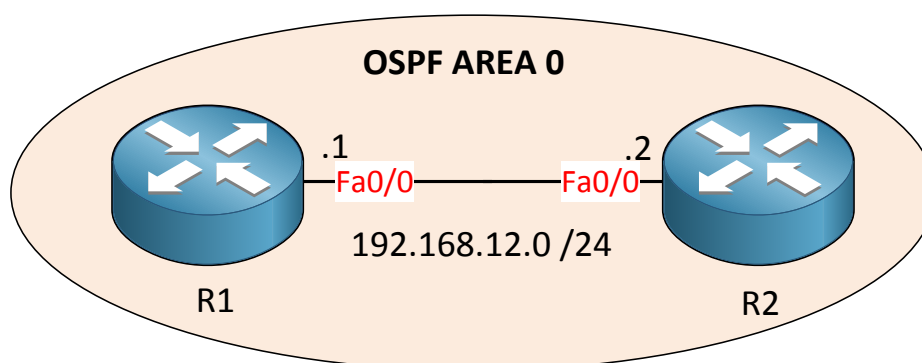 OSPF AREA 0
.1
.2
Fa0/0
Fa0/0
192.168.12.0 /24
R1
R2